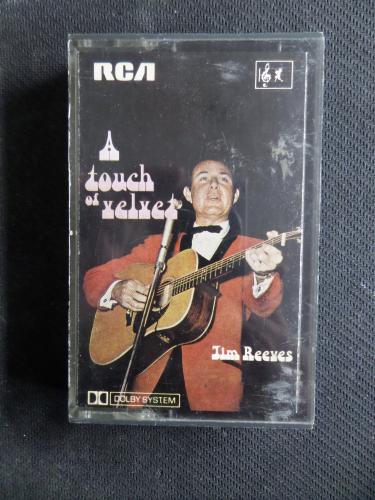 RCA
A
touch
of velvet
Jim Reeves
DOLBY SYSTEM